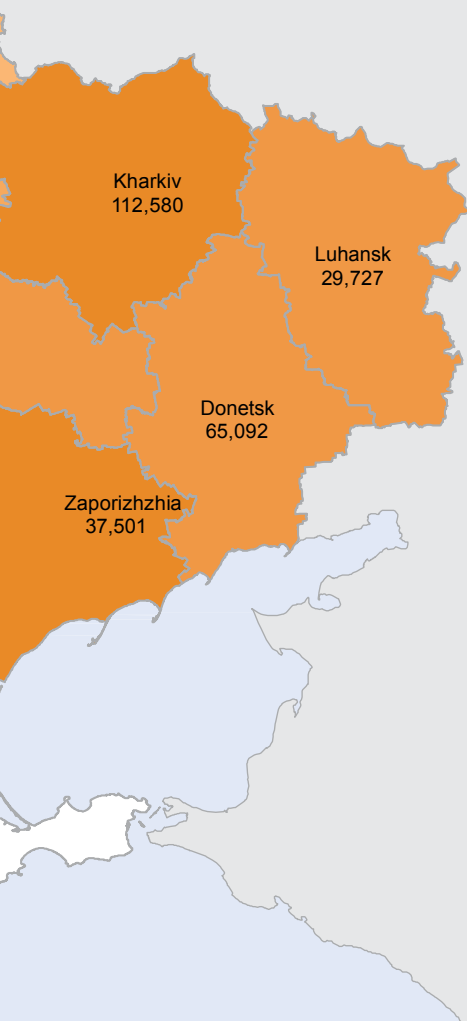 Kharkiv
112,580
Luhansk
29,727
Donetsk
65,092
Zaporizhzhia
37,501